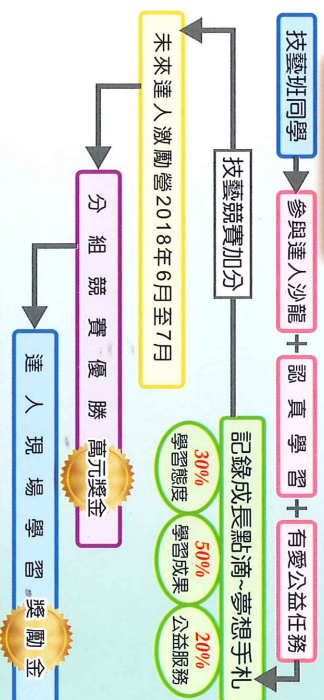 技藝班同學
參與達人沙龍
+
認真學習
+
有愛公益任務
記錄成長點滴~夢想手札
30%
學習態度
50%
學習成果
20%
公益服務
技藝競賽加分
未來達人激勵營2018年6月至7月
分組競賽優勝 萬元獎金
達人現場學習 獎勵金